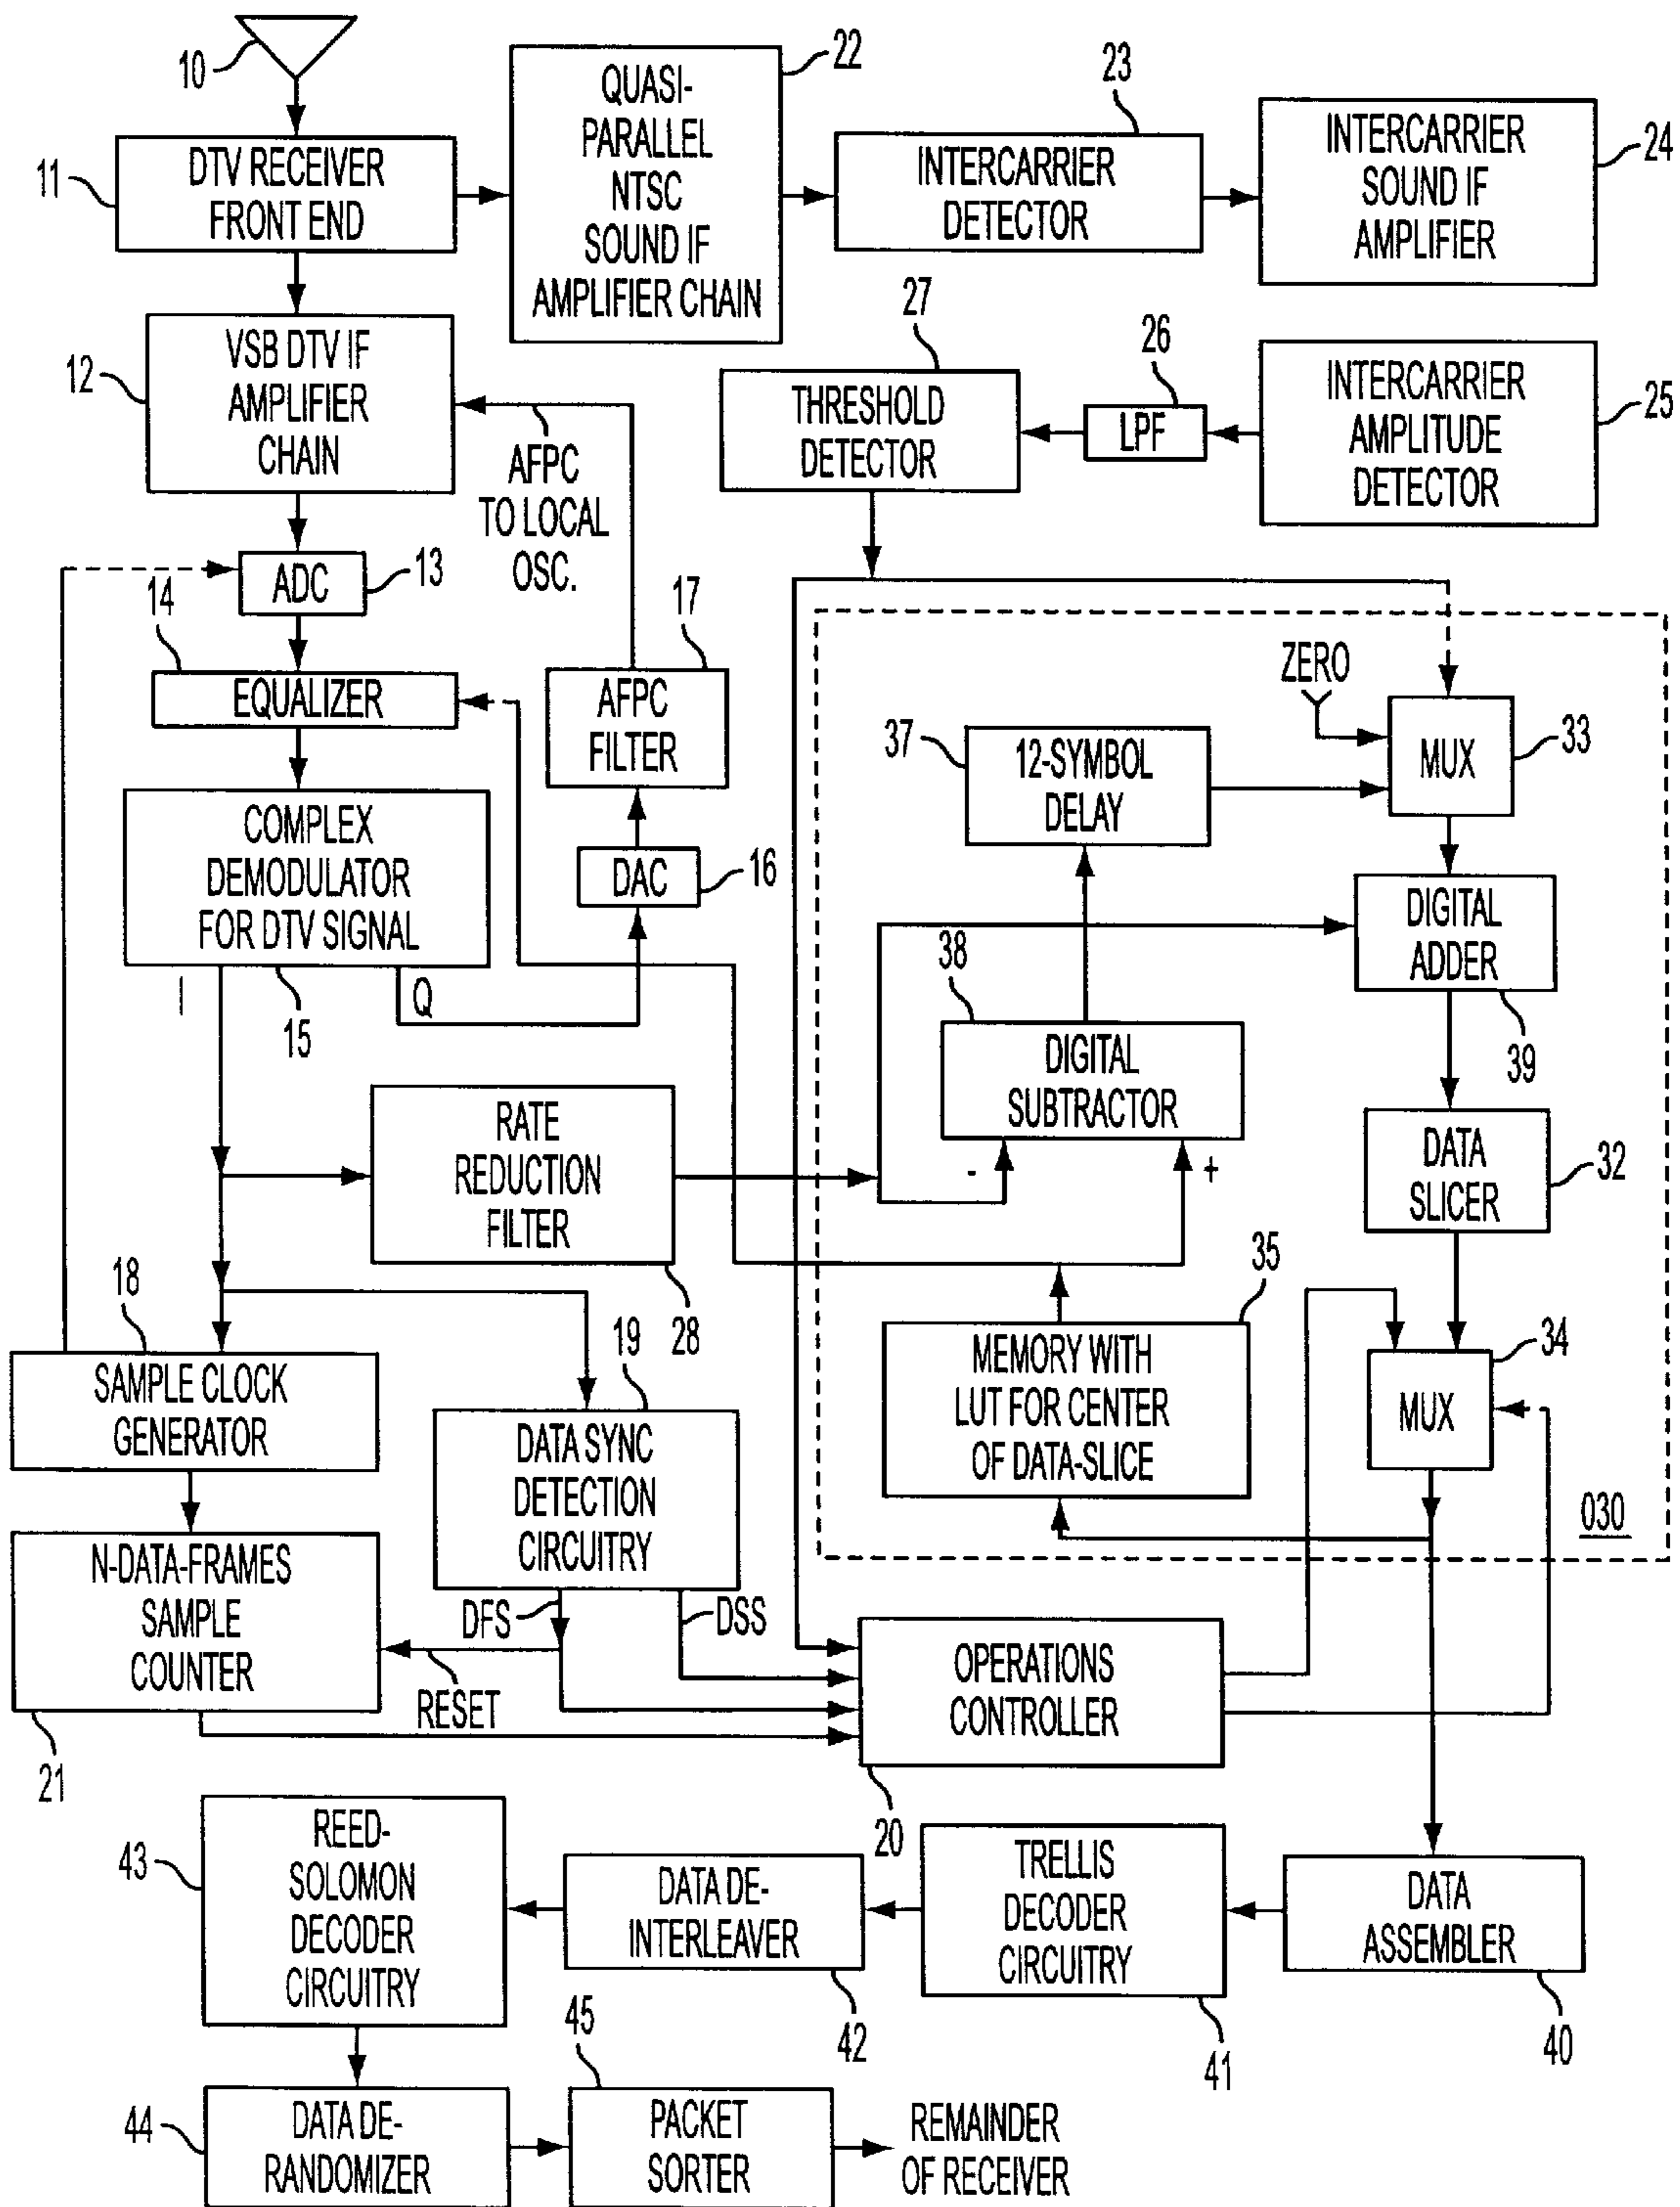 10
DTV RECEIVER
FRONT END
11
QUASI-
PARALLEL
NTSC
SOUND IF
AMPLIFIER CHAIN
22
INTERCARRIER
DETECTOR
23
INTERCARRIER
SOUND IF
AMPLIFIER
24
VSB DTV IF
AMPLIFIER
CHAIN
12
AFPC
TO LOCAL
OSC.
THRESHOLD
DETECTOR
27
LPF
26
INTERCARRIER
AMPLITUDE
DETECTOR
25
ADC
13
EQUALIZER
14
AFPC
FILTER
17
DAC
16
COMPLEX
DEMODULATOR
FOR DTV SIGNAL
15
I
Q
ZERO
MUX
33
12-SYMBOL
DELAY
37
DIGITAL
ADDER
39
DIGITAL
SUBTRACTOR
38
-
+
RATE
REDUCTION
FILTER
28
DATA
SLICER
32
SAMPLE CLOCK
GENERATOR
18
DATA SYNC
DETECTION
CIRCUITRY
19
MEMORY WITH
LUT FOR CENTER
OF DATA-SLICE
35
MUX
34
030
N-DATA-FRAMES
SAMPLE
COUNTER
21
DFS
DSS
RESET
OPERATIONS
CONTROLLER
20
REED-
SOLOMON
DECODER
CIRCUITRY
43
DATA DE-
INTERLEAVER
42
TRELLIS
DECODER
CIRCUITRY
41
DATA
ASSEMBLER
40
DATA DE-
RANDOMIZER
44
PACKET
SORTER
45
REMAINDER
OF RECEIVER